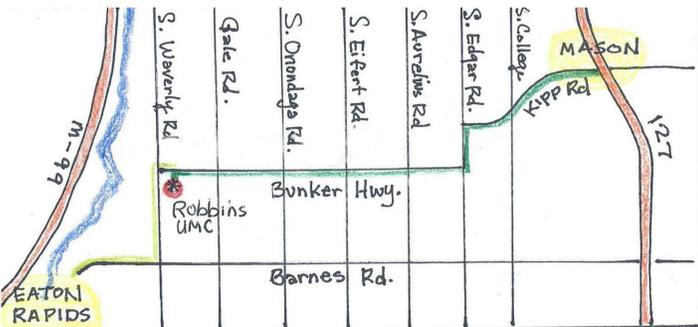 S. Waverly Rd
Gale Rd.
S. Onondaga Rd.
S. Eifert Rd.
S. Aurelius Rd
S. Edgar Rd.
S. College
MASON
Kipp Rd
127
M-99
Bunker Hwy.
Robbins
UMC
Barnes Rd.
EATON
RAPIDS